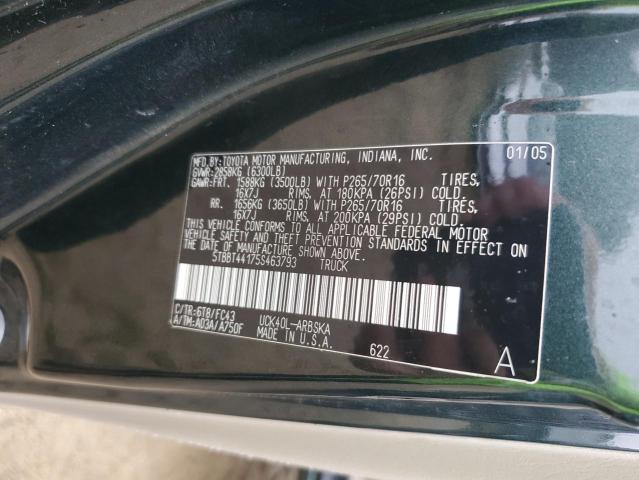 MFD.BY: TOYOTA MOTOR MANUFACTURING, INDIANA, INC. 01/05
GVWR: 2858KG (6300LB)
GAWR: FRT. 1588KG (3500LB) WITH P265/70R16 TIRES,
16X7J RIMS, AT 180KPA (26PSI) COLD
RR. 1656KG (3650LB) WITH P265/70R16 TIRES,
16X7J RIMS, AT 200KPA (29PSI) COLD.
THIS VEHICLE CONFORMS TO ALL APPLICABLE FEDERAL MOTOR
VEHICLE SAFETY AND THEFT PREVENTION STANDARDS IN EFFECT ON
THE DATE OF MANUFACTURE SHOWN ABOVE.
5TBBT44175S463793 TRUCK
C/TR: 6T8/FC43 UCK40L-ARBSKA
A/TM: A03A/A750F MADE IN U.S.A. 622 A